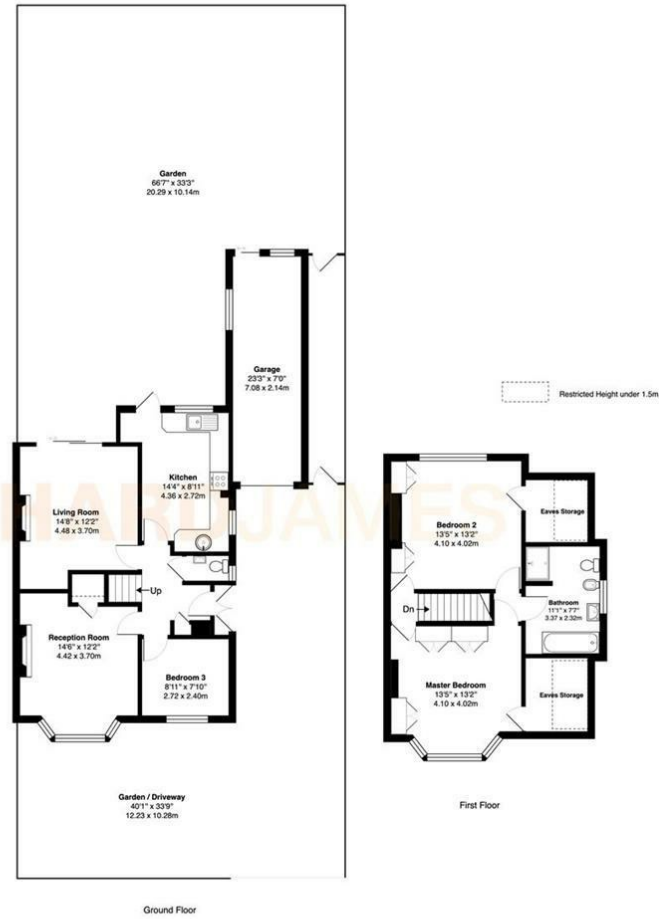 Garden
66'7" x 33'3"
20.29 x 10.14m
Garage
23'3" x 7'0"
7.08 x 2.14m
Restricted Height under 1.5m
Kitchen
14'4" x 8'11"
4.36 x 2.72m
Living Room
14'8" x 12'2"
4.48 x 3.70m
HARDJAMES
Up
Reception Room
14'6" x 12'2"
4.42 x 3.70m
Bedroom 3
8'11" x 7'10"
2.72 x 2.40m
Garden / Driveway
40'1" x 33'9"
12.23 x 10.28m
Ground Floor
Bedroom 2
13'5" x 13'2"
4.10 x 4.02m
Eaves Storage
Dn
Bathroom
11'1" x 7'7"
3.37 x 2.32m
Master Bedroom
13'5" x 13'2"
4.10 x 4.02m
Eaves Storage
First Floor